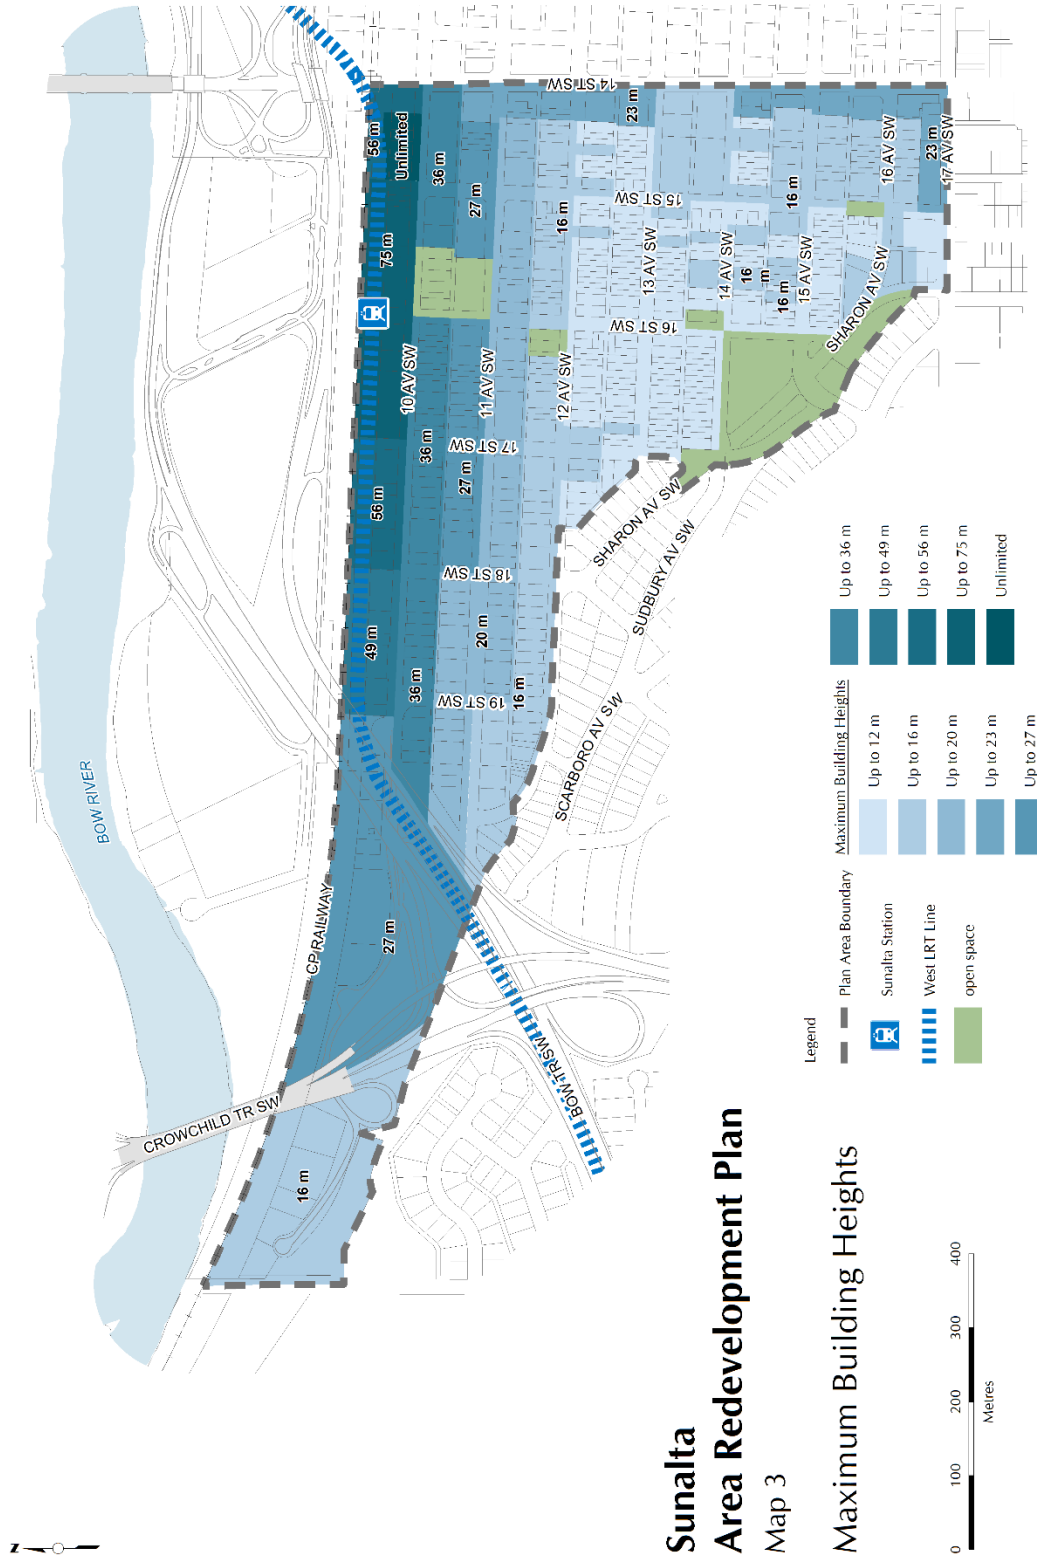 N
BOW RIVER
CP RAILWAY
CROWCHILD TR SW
BOW TR SW
16 m
27 m
49 m
56 m
75 m
56 m
Unlimited
36 m
36 m
36 m
27 m
27 m
20 m
16 m
16 m
23 m
16 m
16
m
16 m
23 m
10 AV SW
11 AV SW
12 AV SW
13 AV SW
14 AV SW
15 AV SW
16 AV SW
17 AV SW
14 ST SW
15 ST SW
16 ST SW
17 ST SW
18 ST SW
19 ST SW
SHARON AV SW
SHARON AV SW
SUDBURY AV SW
SCARBORO AV SW
Sunalta
Area Redevelopment Plan
Map 3
Maximum Building Heights
0 100 200 300 400
Metres
Legend
Plan Area Boundary
Sunalta Station
West LRT Line
open space
Maximum Building Heights
Up to 12 m
Up to 16 m
Up to 20 m
Up to 23 m
Up to 27 m
Up to 36 m
Up to 49 m
Up to 56 m
Up to 75 m
Unlimited